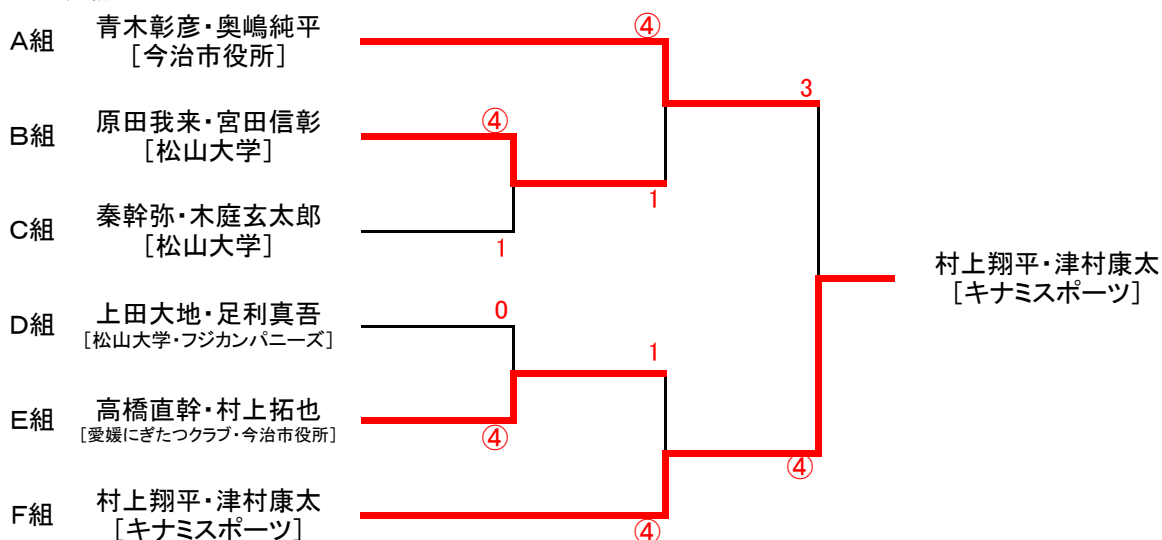 A組
青木彰彦・奥嶋純平
[今治市役所]
④
3
B組
原田我来・宮田信彰
[松山大学]
④
1
C組
秦幹弥・木庭玄太郎
[松山大学]
1
村上翔平・津村康太
[キナミスポーツ]
D組
上田大地・足利真吾
[松山大学・フジカンパニーズ]
0
1
E組
高橋直幹・村上拓也
[愛媛にぎたつクラブ・今治市役所]
④
④
F組
村上翔平・津村康太
[キナミスポーツ]
④